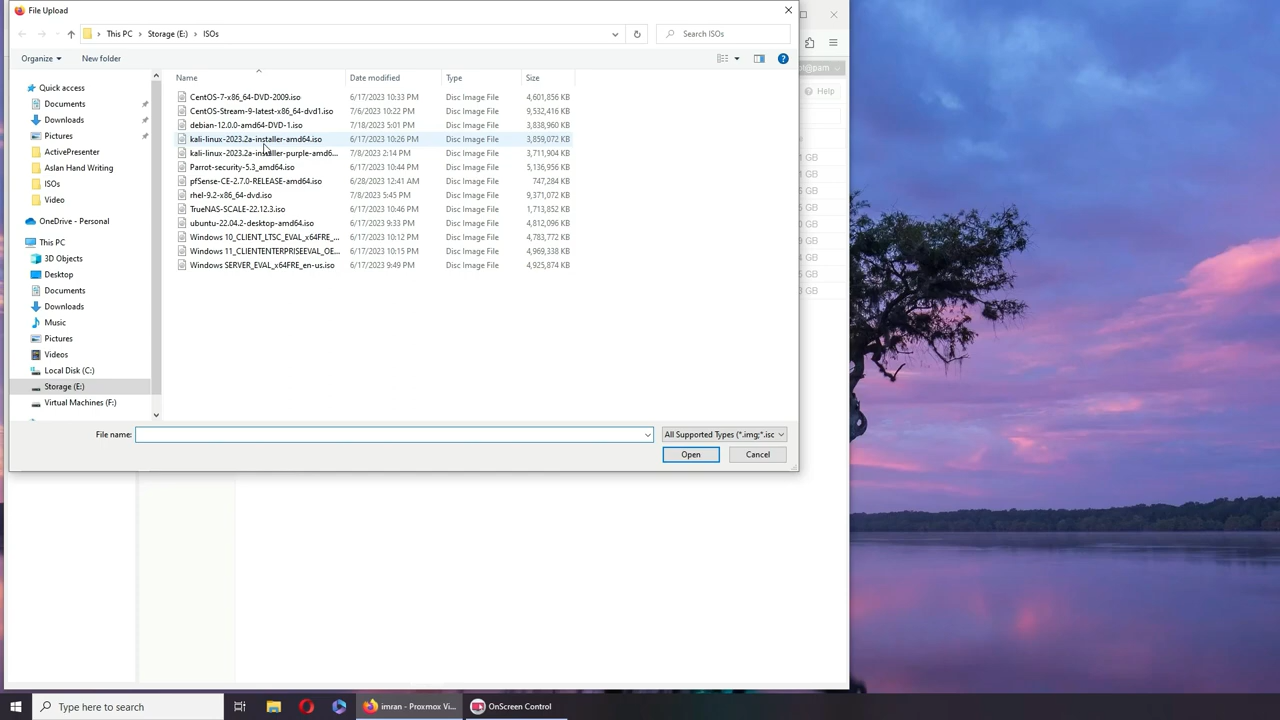 File Upload
This PC > Storage (E:) > ISOs
Search ISOs
Organize
New folder
Name Date modified Type Size
Quick access
Documents
Downloads
Pictures
ActivePresenter
Aslan Hand Writing
ISOs
Video
OneDrive - Personal
This PC
3D Objects
Desktop
Documents
Downloads
Music
Pictures
Videos
Local Disk (C:)
Storage (E:)
Virtual Machines (F:)
CentOS-7-x86_64-DVD-2009.iso 6/17/2023 10:33 PM Disc Image File 4,601,856 KB
CentOS-Stream-9-latest-x86_64-dvd1.iso 7/6/2023 10:22 PM Disc Image File 9,532,416 KB
debian-12.0.0-amd64-DVD-1.iso 7/18/2023 5:01 PM Disc Image File 3,838,960 KB
kali-linux-2023.2a-installer-amd64.iso 6/17/2023 10:26 PM Disc Image File 3,859,072 KB
kali-linux-2023.2a-installer-purple-amd6... 7/8/2023 2:14 PM Disc Image File 3,711,904 KB
Parrot-security-5.3_amd64.iso 6/17/2023 10:44 PM Disc Image File 5,136,956 KB
pfSense-CE-2.7.0-RELEASE-amd64.iso 6/28/2023 12:41 AM Disc Image File 747,284 KB
rhel-9.2-x86_64-dvd.iso 7/8/2023 5:45 PM Disc Image File 9,371,072 KB
TrueNAS-SCALE-22.12.3.iso 6/17/2023 10:46 PM Disc Image File 1,713,852 KB
ubuntu-22.04.2-desktop-amd64.iso 6/17/2023 9:33 PM Disc Image File 4,812,096 KB
Windows 10_CLIENT_LTSC_EVAL_x64FRE_... 6/17/2023 10:12 PM Disc Image File 4,783,772 KB
Windows 11_CLIENTENTERPRISEEVAL_OE... 6/17/2023 10:15 PM Disc Image File 4,969,338 KB
Windows SERVER_EVAL_x64FRE_en-us.iso 6/17/2023 9:49 PM Disc Image File 4,925,874 KB
File name:
All Supported Types (*.img;*.isc
Open
Cancel
t@pam
Help
GB
GB
GB
GB
GB
GB
GB
GB
GB
Type here to search
imran - Proxmox Vi...
OnScreen Control